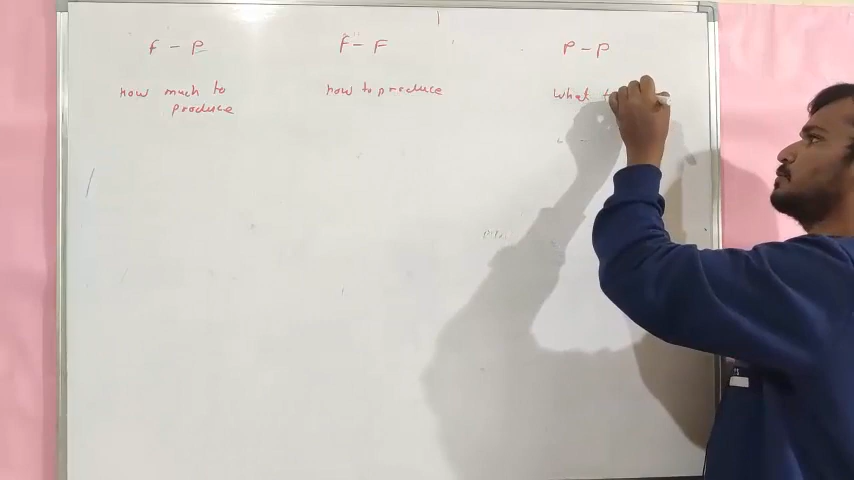 f - P
how much to
produce
F - F
how to produce
P - P
What t